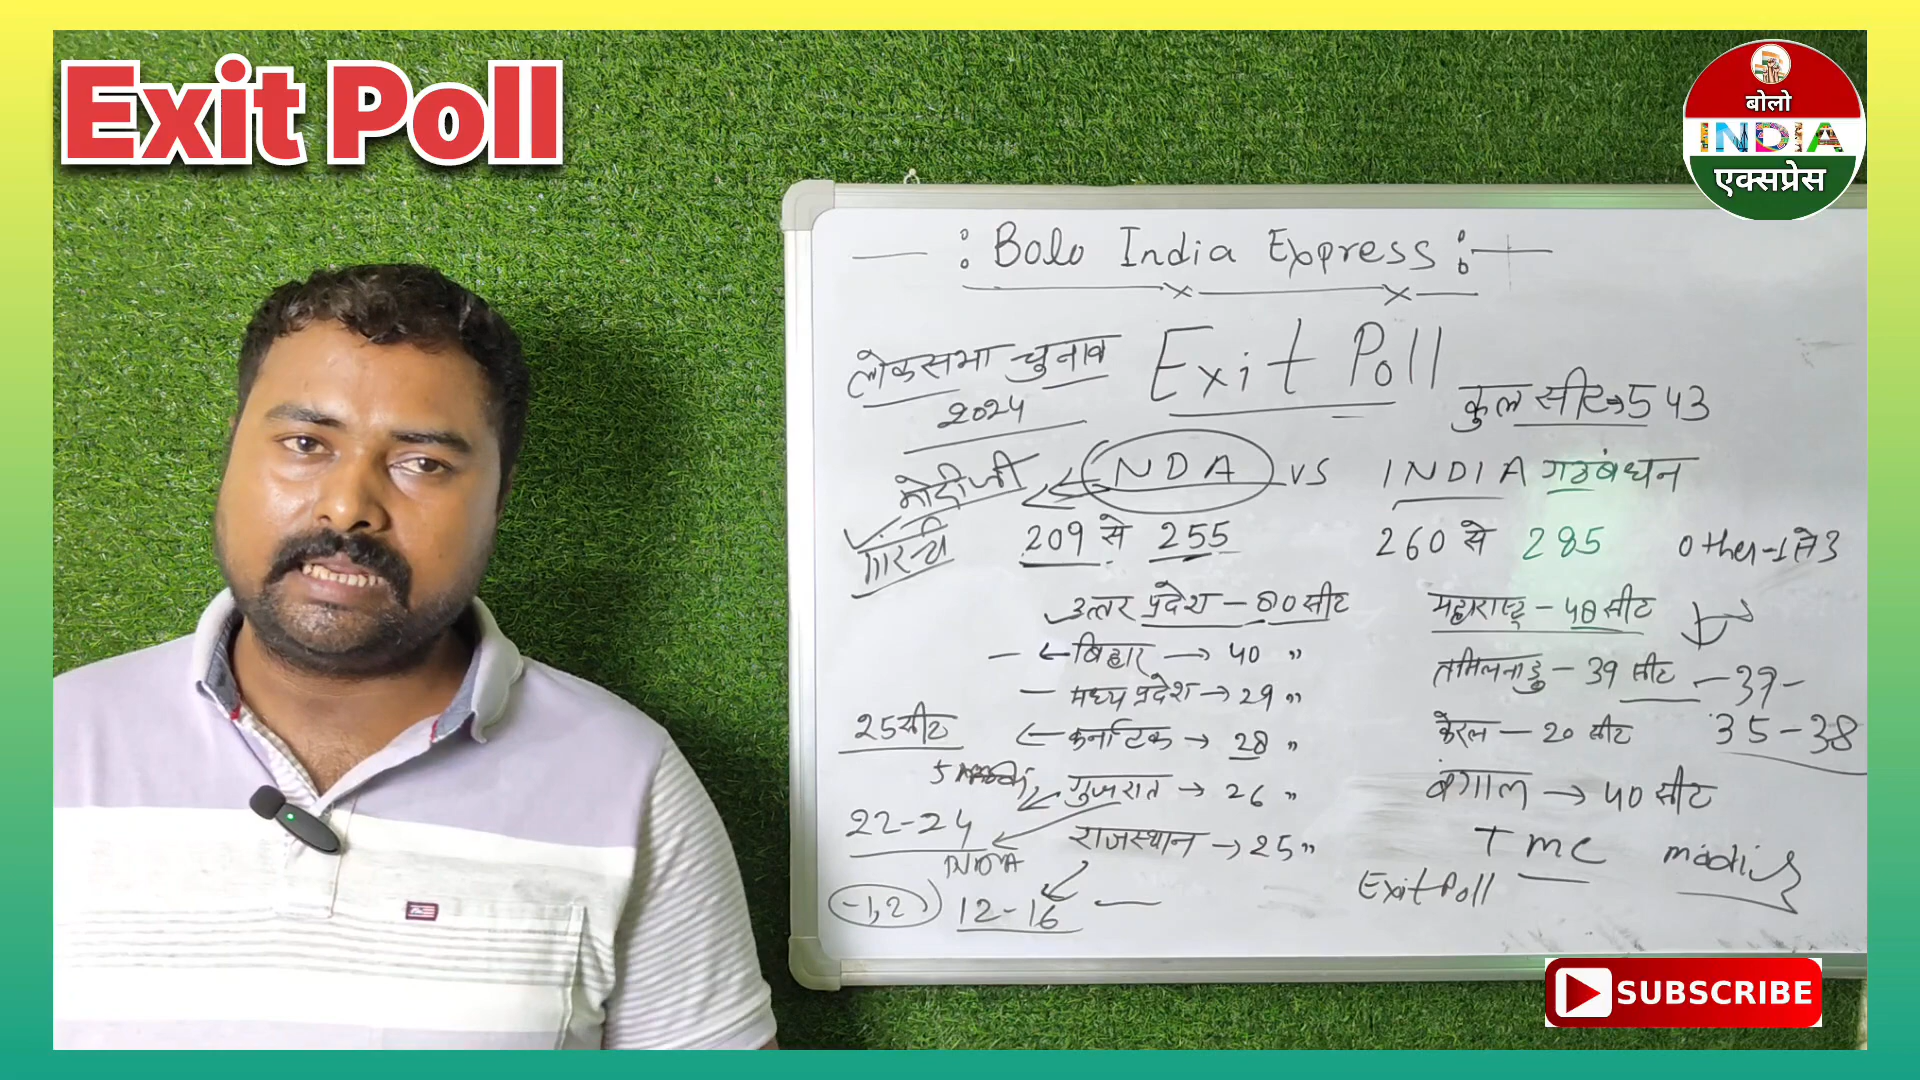 Exit Poll
बोलो
INDIA
एक्सप्रेस
Bolo India Express
लोकसभा चुनाव
2024
Exit Poll
कुल सीट→543
मोदीजी
NDA vs INDIA गठबंधन
गारन्टी
209 से 255
260 से 285
other-1से3
उत्तर प्रदेश – 80 सीट
बिहार → 40 "
मध्य प्रदेश → 29 "
25 सीट
कर्नाटक → 28 "
गुजरात → 26 "
22-24
राजस्थान → 25 "
INDIA
-1,2
12-16
महाराष्ट्र – 48 सीट
तमिलनाडु – 39 सीट – 39 –
केरल – 20 सीट 35-38
बंगाल → 40 सीट
TMC modi
Exit Poll
SUBSCRIBE